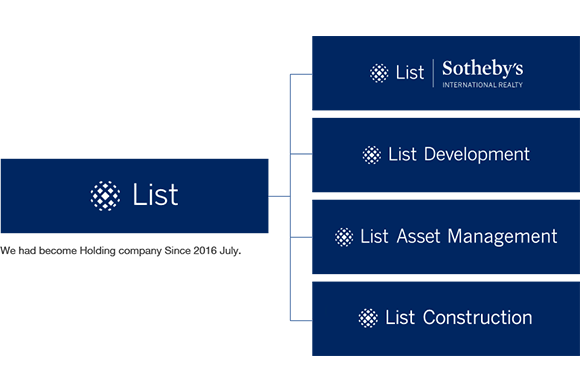 List
We had become Holding company Since 2016 July.
List Sotheby's
INTERNATIONAL REALTY
List Development
List Asset Management
List Construction